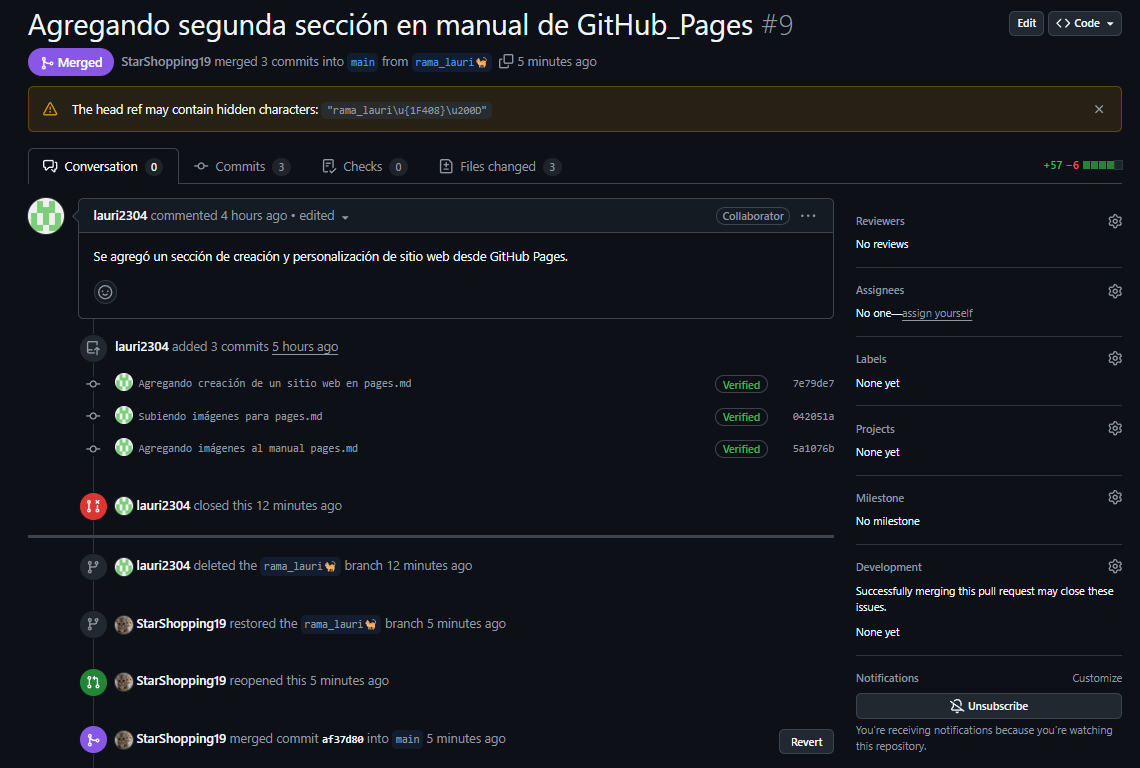 Agregando segunda sección en manual de GitHub_Pages #9
Edit
<> Code
Merged
StarShopping19 merged 3 commits into main from rama_lauri🐈 5 minutes ago
The head ref may contain hidden characters: "rama_lauri\u{1F408}\u200D"
Conversation 0
Commits 3
Checks 0
Files changed 3
+57 −6
lauri2304 commented 4 hours ago • edited
Collaborator
Se agregó un sección de creación y personalización de sitio web desde GitHub Pages.
lauri2304 added 3 commits 5 hours ago
Agregando creación de un sitio web en pages.md Verified 7e79de7
Subiendo imágenes para pages.md Verified 042051a
Agregando imágenes al manual pages.md Verified 5a1076b
lauri2304 closed this 12 minutes ago
lauri2304 deleted the rama_lauri🐈 branch 12 minutes ago
StarShopping19 restored the rama_lauri🐈 branch 5 minutes ago
StarShopping19 reopened this 5 minutes ago
StarShopping19 merged commit af37d80 into main 5 minutes ago
Revert
Reviewers
No reviews
Assignees
No one—assign yourself
Labels
None yet
Projects
None yet
Milestone
No milestone
Development
Successfully merging this pull request may close these
issues.
None yet
Notifications
Customize
Unsubscribe
You're receiving notifications because you're watching
this repository.